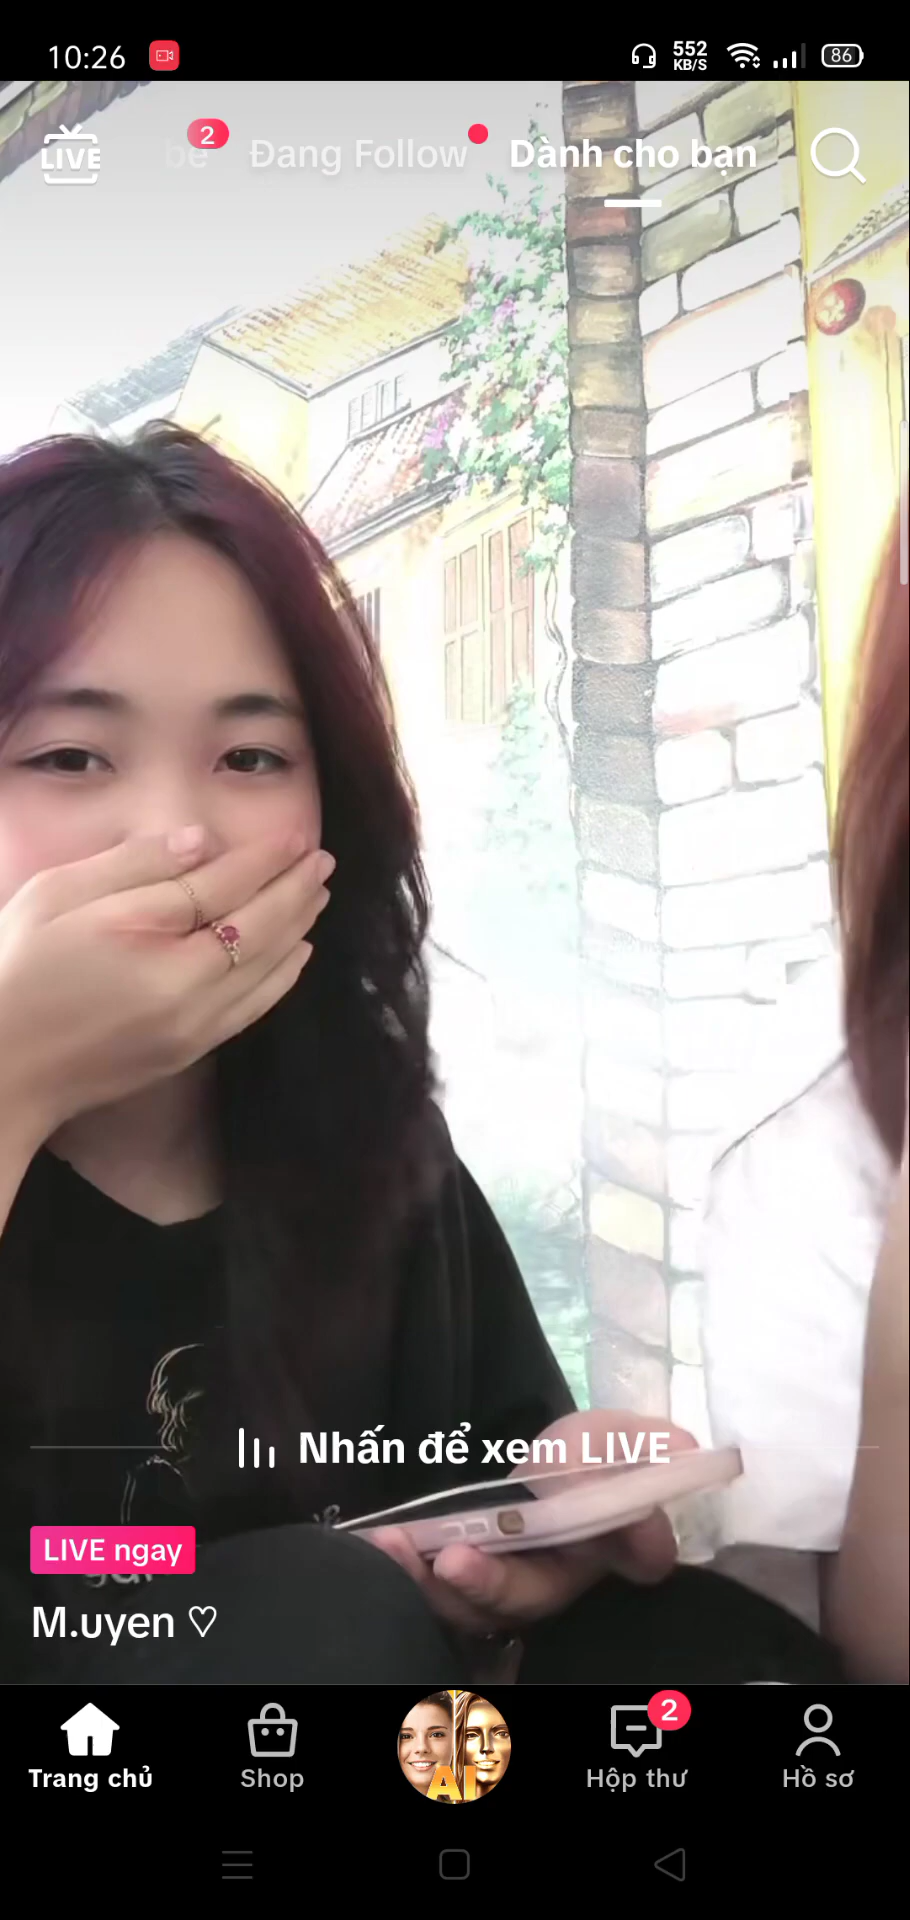 10:26
552
KB/S
86
LIVE
be
2
Đang Follow
Dành cho bạn
Nhấn để xem LIVE
LIVE ngay
M.uyen ♡
AI
2
Trang chủ
Shop
Hộp thư
Hồ sơ